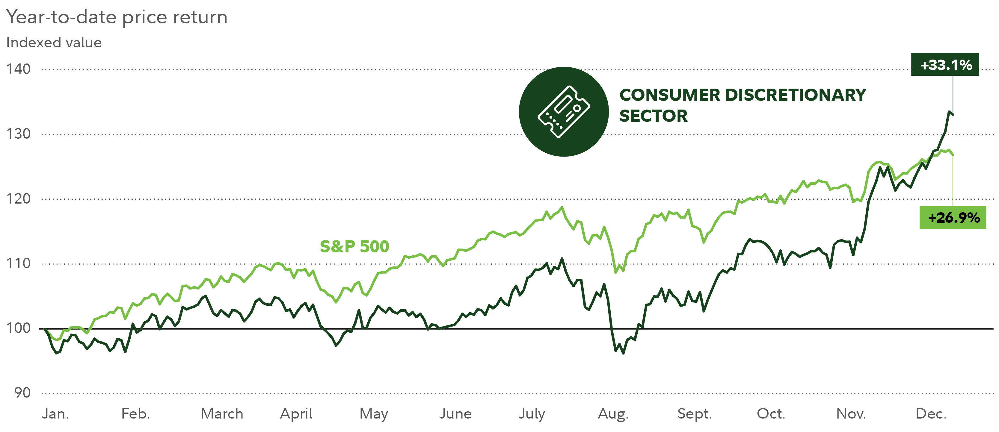 Year-to-date price return
Indexed value
140
+33.1%
CONSUMER DISCRETIONARY
SECTOR
130
120
+26.9%
S&P 500
110
100
90
Jan. Feb. March April May June July Aug. Sept. Oct. Nov. Dec.